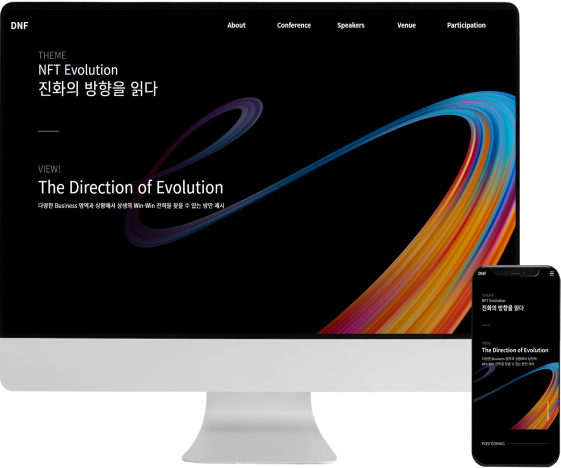 DNF
About Conference Speakers Venue Participation
THEME
NFT Evolution
진화의 방향을 읽다
VIEW!
The Direction of Evolution
다양한 Business 영역과 상황에서 상생의 Win-Win 전략을 찾을 수 있는 방안 제시
DNF
THEME
NFT Evolution
진화의 방향을 읽다
VIEW!
The Direction of Evolution
다양한 Business 영역과 상황에서 상생의
Win-Win 전략을 찾을 수 있는 방안 제시
POSITIONING